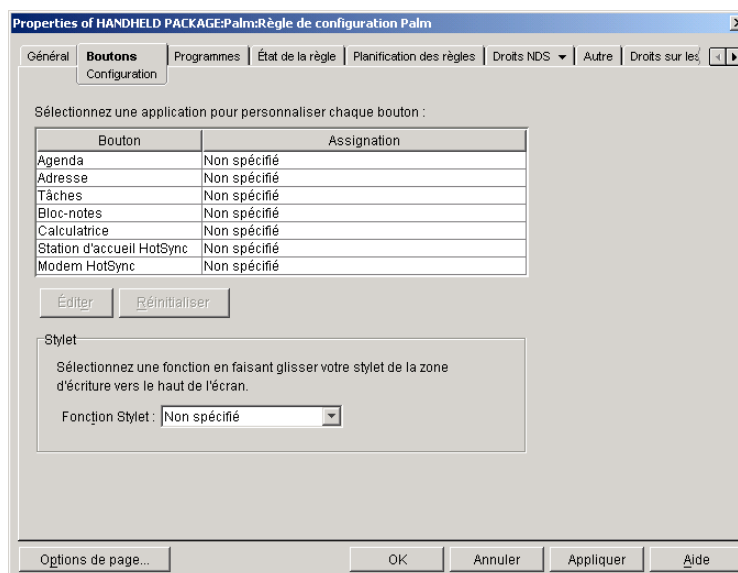 Properties of HANDHELD PACKAGE:Palm:Règle de configuration Palm
Général Boutons Programmes État de la règle Planification des règles Droits NDS Autre Droits sur les
Configuration
Sélectionnez une application pour personnaliser chaque bouton :
Bouton Assignation
Agenda Non spécifié
Adresse Non spécifié
Tâches Non spécifié
Bloc-notes Non spécifié
Calculatrice Non spécifié
Station d'accueil HotSync Non spécifié
Modem HotSync Non spécifié
Éditer Réinitialiser
Stylet
Sélectionnez une fonction en faisant glisser votre stylet de la zone
d'écriture vers le haut de l'écran.
Fonction Stylet : Non spécifié
Options de page... OK Annuler Appliquer Aide